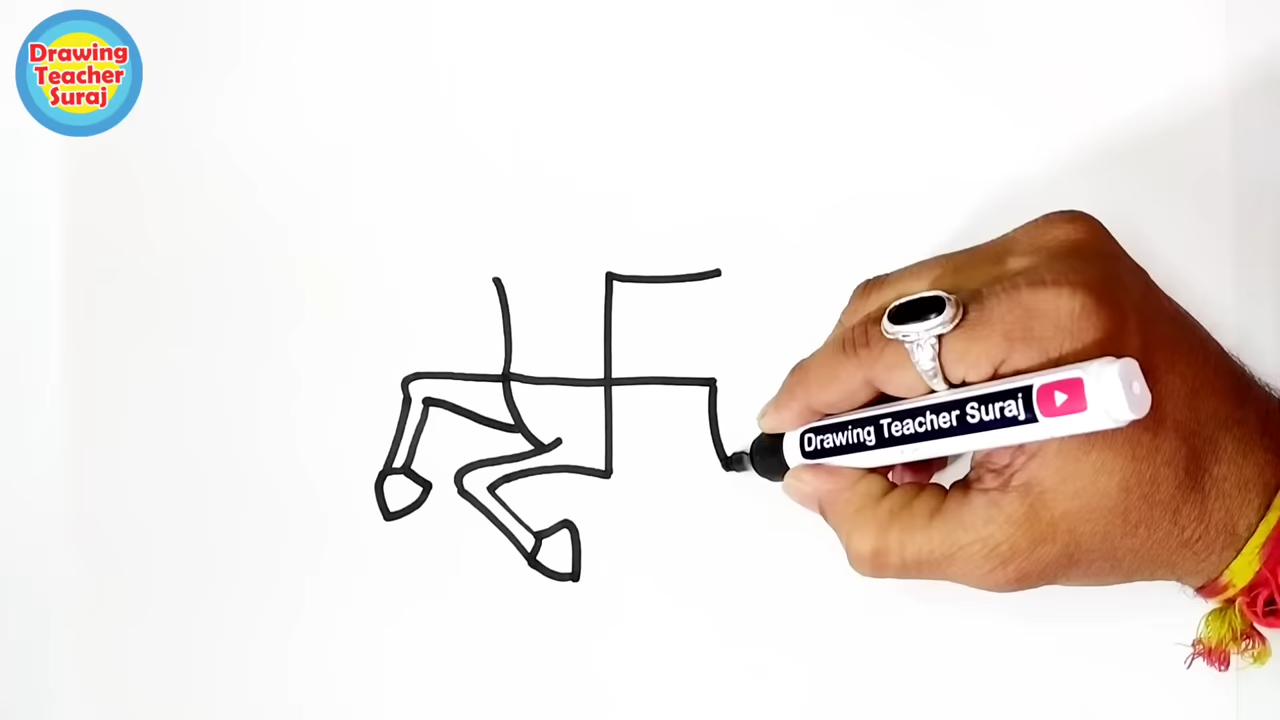 Drawing
Teacher
Suraj
Drawing Teacher Suraj